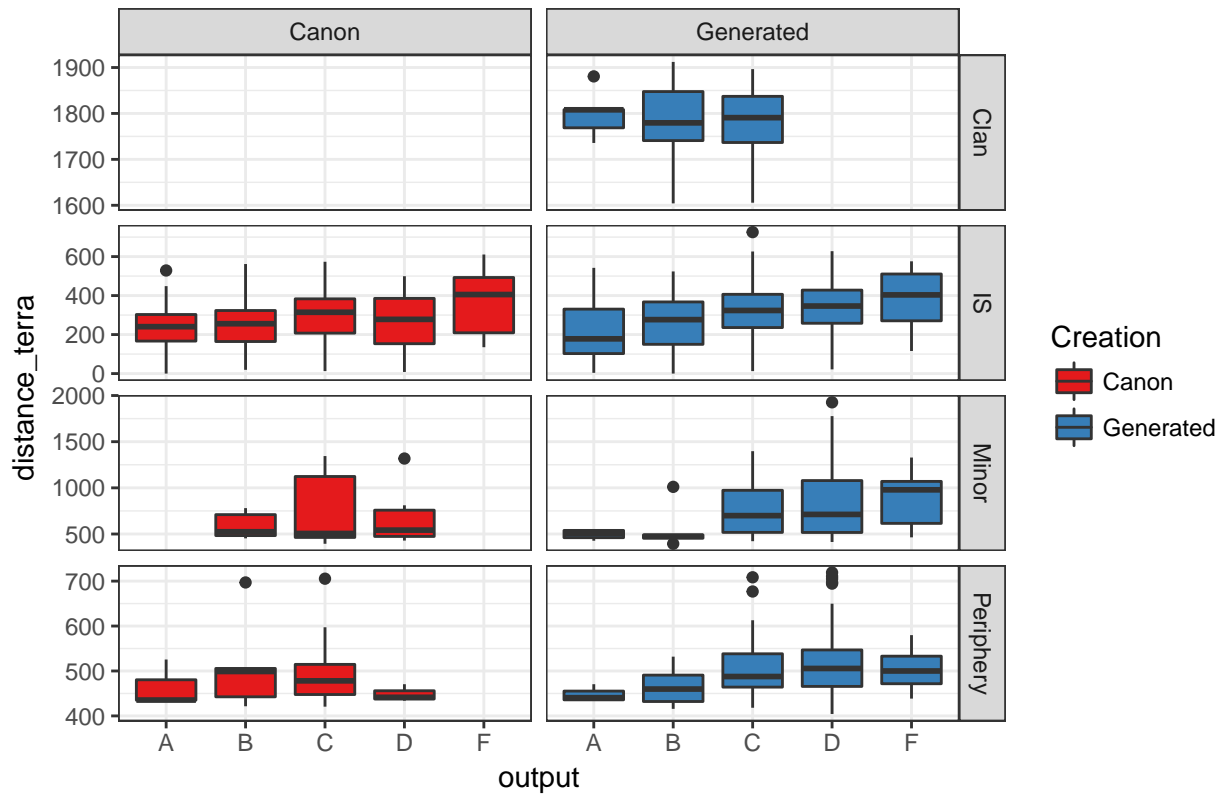 Canon
Generated
1900
1800
1700
1600
Clan
600
400
200
0
IS
2000
1500
1000
500
Minor
700
600
500
400
Periphery
A B C D F
A B C D F
output
distance_terra
Creation
Canon
Generated